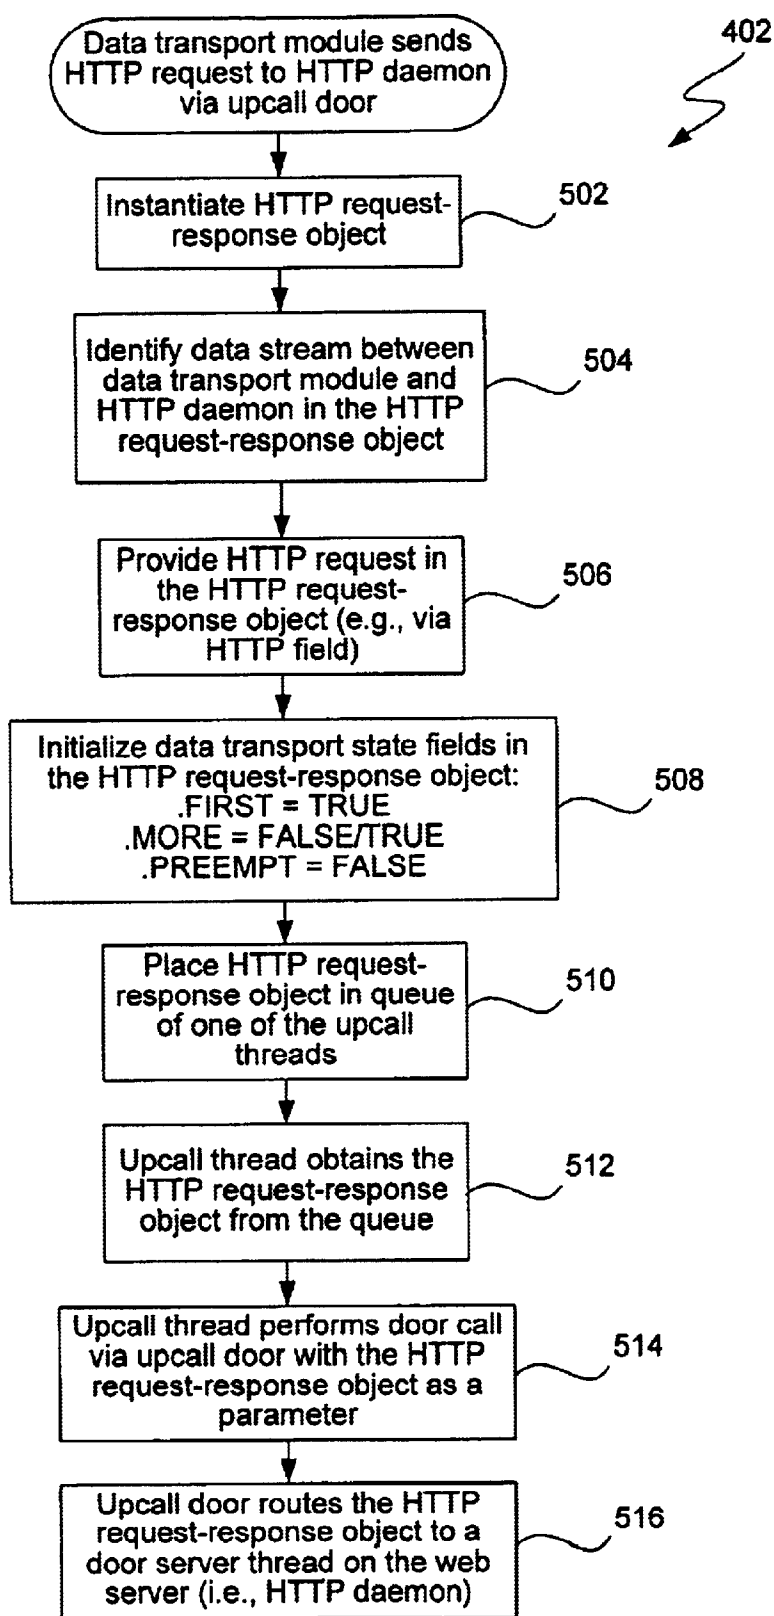 Data transport module sends
HTTP request to HTTP daemon
via upcall door
402
Instantiate HTTP request-
response object
502
Identify data stream between
data transport module and
HTTP daemon in the HTTP
request-response object
504
Provide HTTP request in
the HTTP request-
response object (e.g., via
HTTP field)
506
Initialize data transport state fields in
the HTTP request-response object:
.FIRST = TRUE
.MORE = FALSE/TRUE
.PREEMPT = FALSE
508
Place HTTP request-
response object in queue
of one of the upcall
threads
510
Upcall thread obtains the
HTTP request-response
object from the queue
512
Upcall thread performs door call
via upcall door with the HTTP
request-response object as a
parameter
514
Upcall door routes the HTTP
request-response object to a
door server thread on the web
server (i.e., HTTP daemon)
516